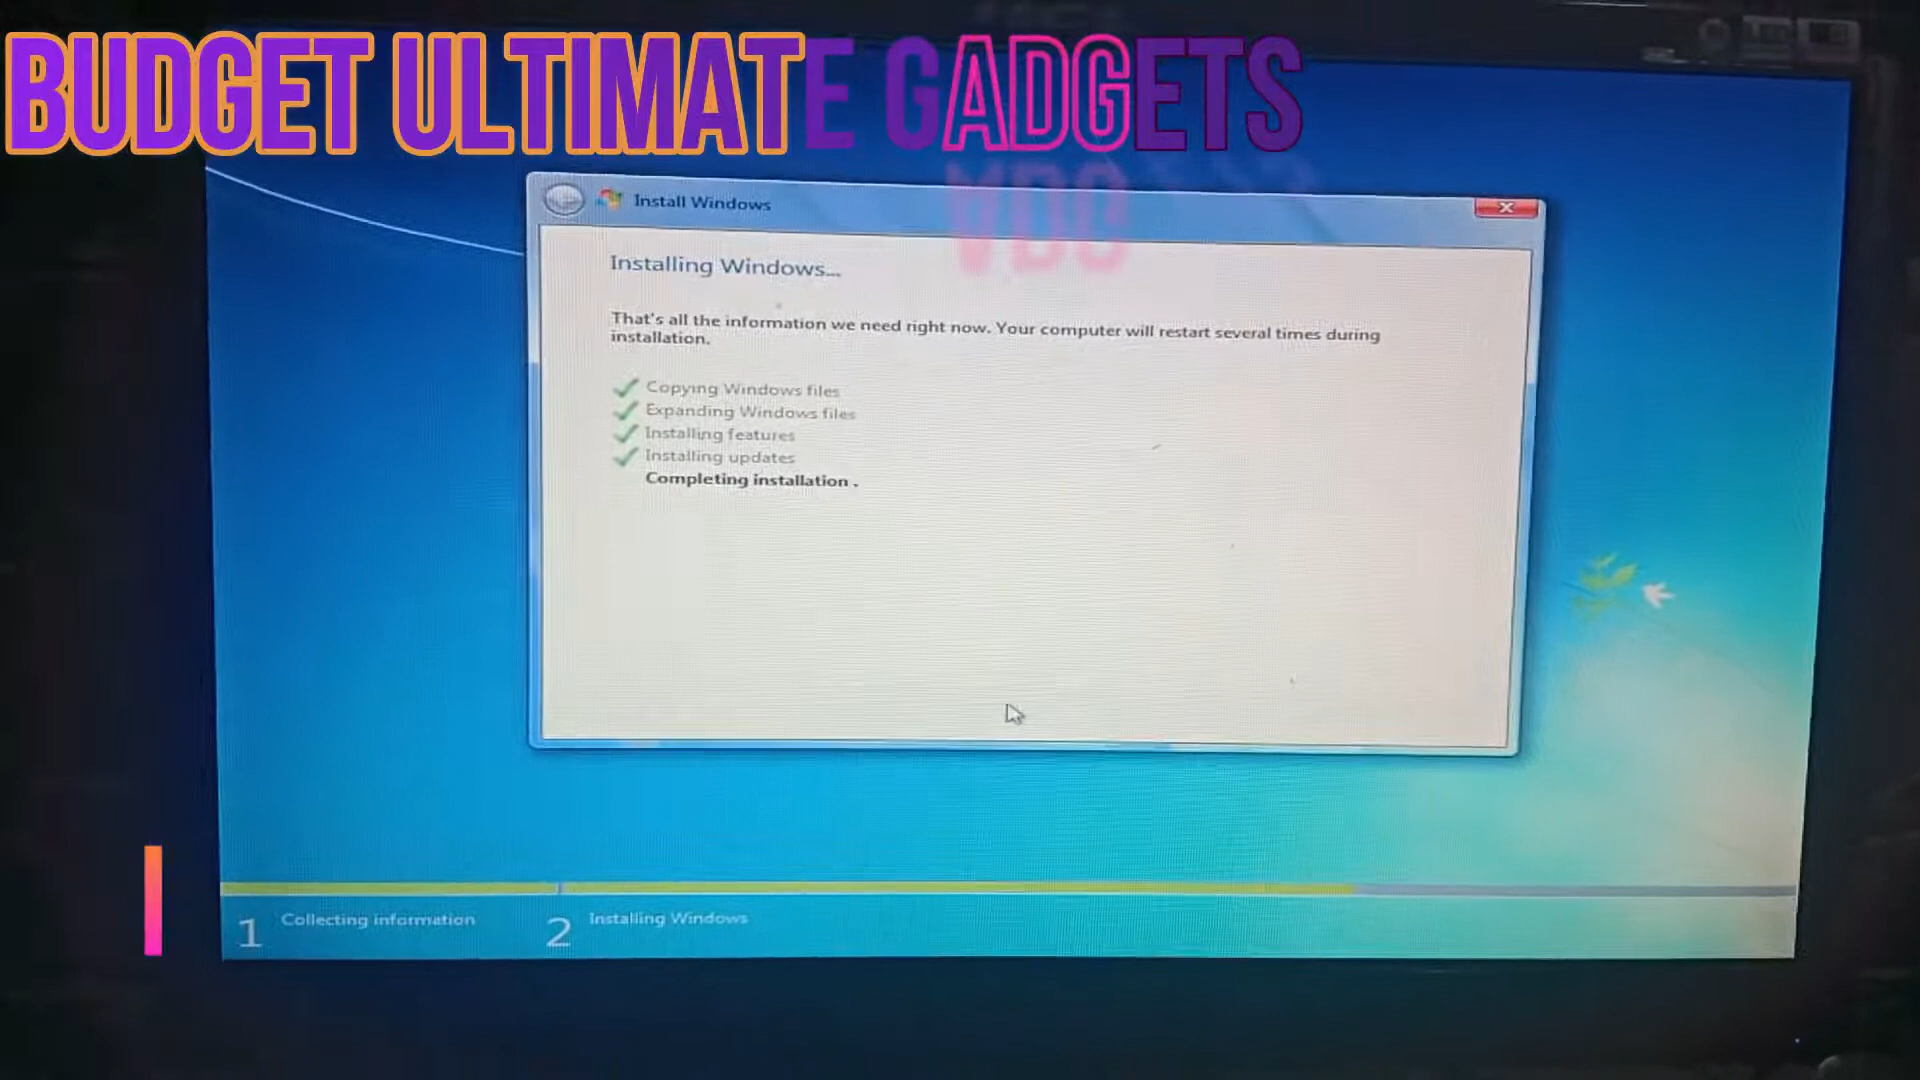 BUDGET ULTIMATE GADGETS
Install Windows
Installing Windows...
That's all the information we need right now. Your computer will restart several times during
installation.
Copying Windows files
Expanding Windows files
Installing features
Installing updates
Completing installation .
1 Collecting information
2 Installing Windows